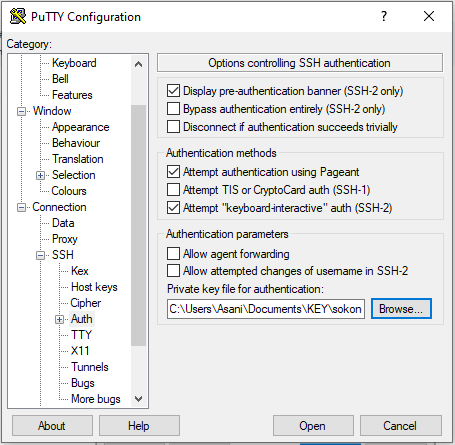 PuTTY Configuration
?
Category:
Keyboard
Bell
Features
Window
Appearance
Behaviour
Translation
Selection
Colours
Connection
Data
Proxy
SSH
Kex
Host keys
Cipher
Auth
TTY
X11
Tunnels
Bugs
More bugs
Options controlling SSH authentication
Display pre-authentication banner (SSH-2 only)
Bypass authentication entirely (SSH-2 only)
Disconnect if authentication succeeds trivially
Authentication methods
Attempt authentication using Pageant
Attempt TIS or CryptoCard auth (SSH-1)
Attempt "keyboard-interactive" auth (SSH-2)
Authentication parameters
Allow agent forwarding
Allow attempted changes of username in SSH-2
Private key file for authentication:
C:\Users\Asani\Documents\KEY\sokon
Browse...
About
Help
Open
Cancel